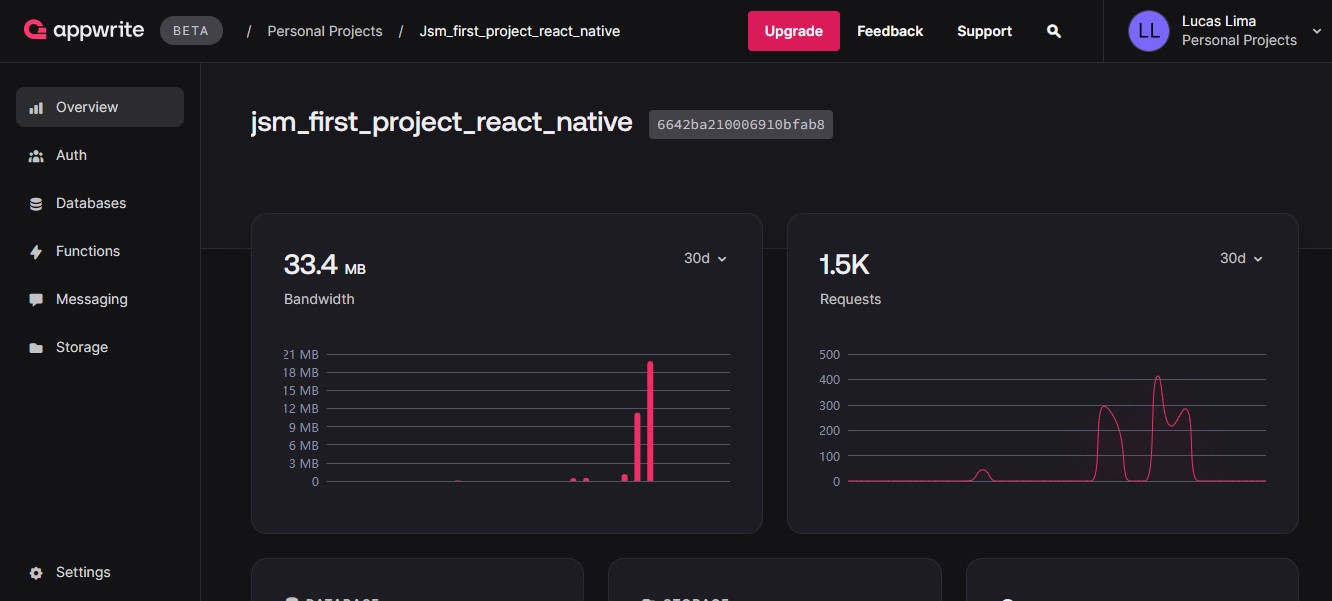 appwrite BETA / Personal Projects / Jsm_first_project_react_native Upgrade Feedback Support LL Lucas Lima
Personal Projects
Overview
Auth
Databases
Functions
Messaging
Storage
Settings
jsm_first_project_react_native 6642ba210006910bfab8
33.4 MB 30d
Bandwidth
21 MB
18 MB
15 MB
12 MB
9 MB
6 MB
3 MB
0
1.5K 30d
Requests
500
400
300
200
100
0
DATABASE
STORAGE